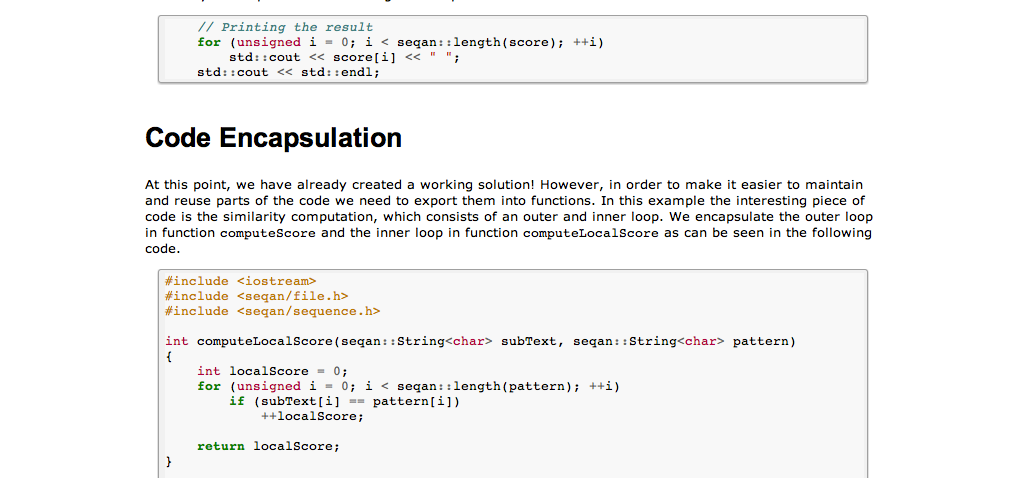 // Printing the result
for (unsigned i = 0; i < seqan::length(score); ++i)
std::cout << score[i] << " ";
std::cout << std::endl;
Code Encapsulation
At this point, we have already created a working solution! However, in order to make it easier to maintain
and reuse parts of the code we need to export them into functions. In this example the interesting piece of
code is the similarity computation, which consists of an outer and inner loop. We encapsulate the outer loop
in function computeScore and the inner loop in function computeLocalScore as can be seen in the following
code.
#include <iostream>
#include <seqan/file.h>
#include <seqan/sequence.h>
int computeLocalScore(seqan::String<char> subText, seqan::String<char> pattern)
{
int localScore = 0;
for (unsigned i = 0; i < seqan::length(pattern); ++i)
if (subText[i] == pattern[i])
++localScore;
return localScore;
}